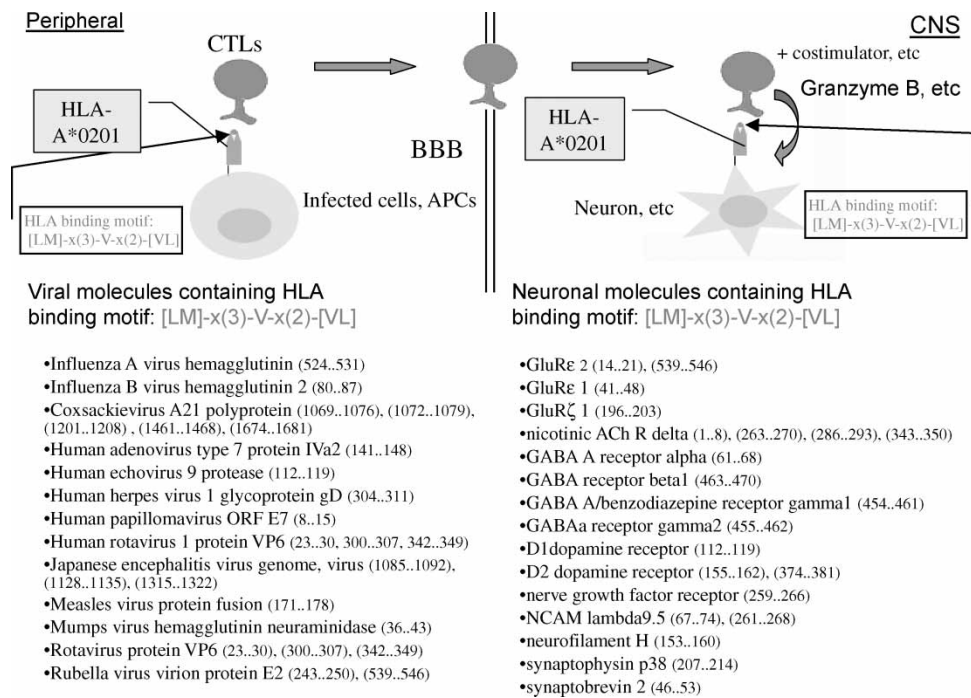 Peripheral
CTLs
HLA-
A*0201
Infected cells, APCs
HLA binding motif:
[LM]-x(3)-V-x(2)-[VL]
BBB
CNS
+ costimulator, etc
Granzyme B, etc
HLA-
A*0201
Neuron, etc
HLA binding motif:
[LM]-x(3)-V-x(2)-[VL]
Viral molecules containing HLA
binding motif: [LM]-x(3)-V-x(2)-[VL]
•Influenza A virus hemagglutinin (524..531)
•Influenza B virus hemagglutinin 2 (80..87)
•Coxsackievirus A21 polyprotein (1069..1076), (1072..1079),
(1201..1208) , (1461..1468), (1674..1681)
•Human adenovirus type 7 protein IVa2 (141..148)
•Human echovirus 9 protease (112..119)
•Human herpes virus 1 glycoprotein gD (304..311)
•Human papillomavirus ORF E7 (8..15)
•Human rotavirus 1 protein VP6 (23..30, 300..307, 342..349)
•Japanese encephalitis virus genome, virus (1085..1092),
(1128..1135), (1315..1322)
•Measles virus protein fusion (171..178)
•Mumps virus hemagglutinin neuraminidase (36..43)
•Rotavirus protein VP6 (23..30), (300..307), (342..349)
•Rubella virus virion protein E2 (243..250), (539..546)
Neuronal molecules containing HLA
binding motif: [LM]-x(3)-V-x(2)-[VL]
•GluRε 2 (14..21), (539..546)
•GluRε 1 (41..48)
•GluRζ 1 (196..203)
•nicotinic ACh R delta (1..8), (263..270), (286..293), (343..350)
•GABA A receptor alpha (61..68)
•GABA receptor beta1 (463..470)
•GABA A/benzodiazepine receptor gamma1 (454..461)
•GABAa receptor gamma2 (455..462)
•D1dopamine receptor (112..119)
•D2 dopamine receptor (155..162), (374..381)
•nerve growth factor receptor (259..266)
•NCAM lambda9.5 (67..74), (261..268)
•neurofilament H (153..160)
•synaptophysin p38 (207..214)
•synaptobrevin 2 (46..53)